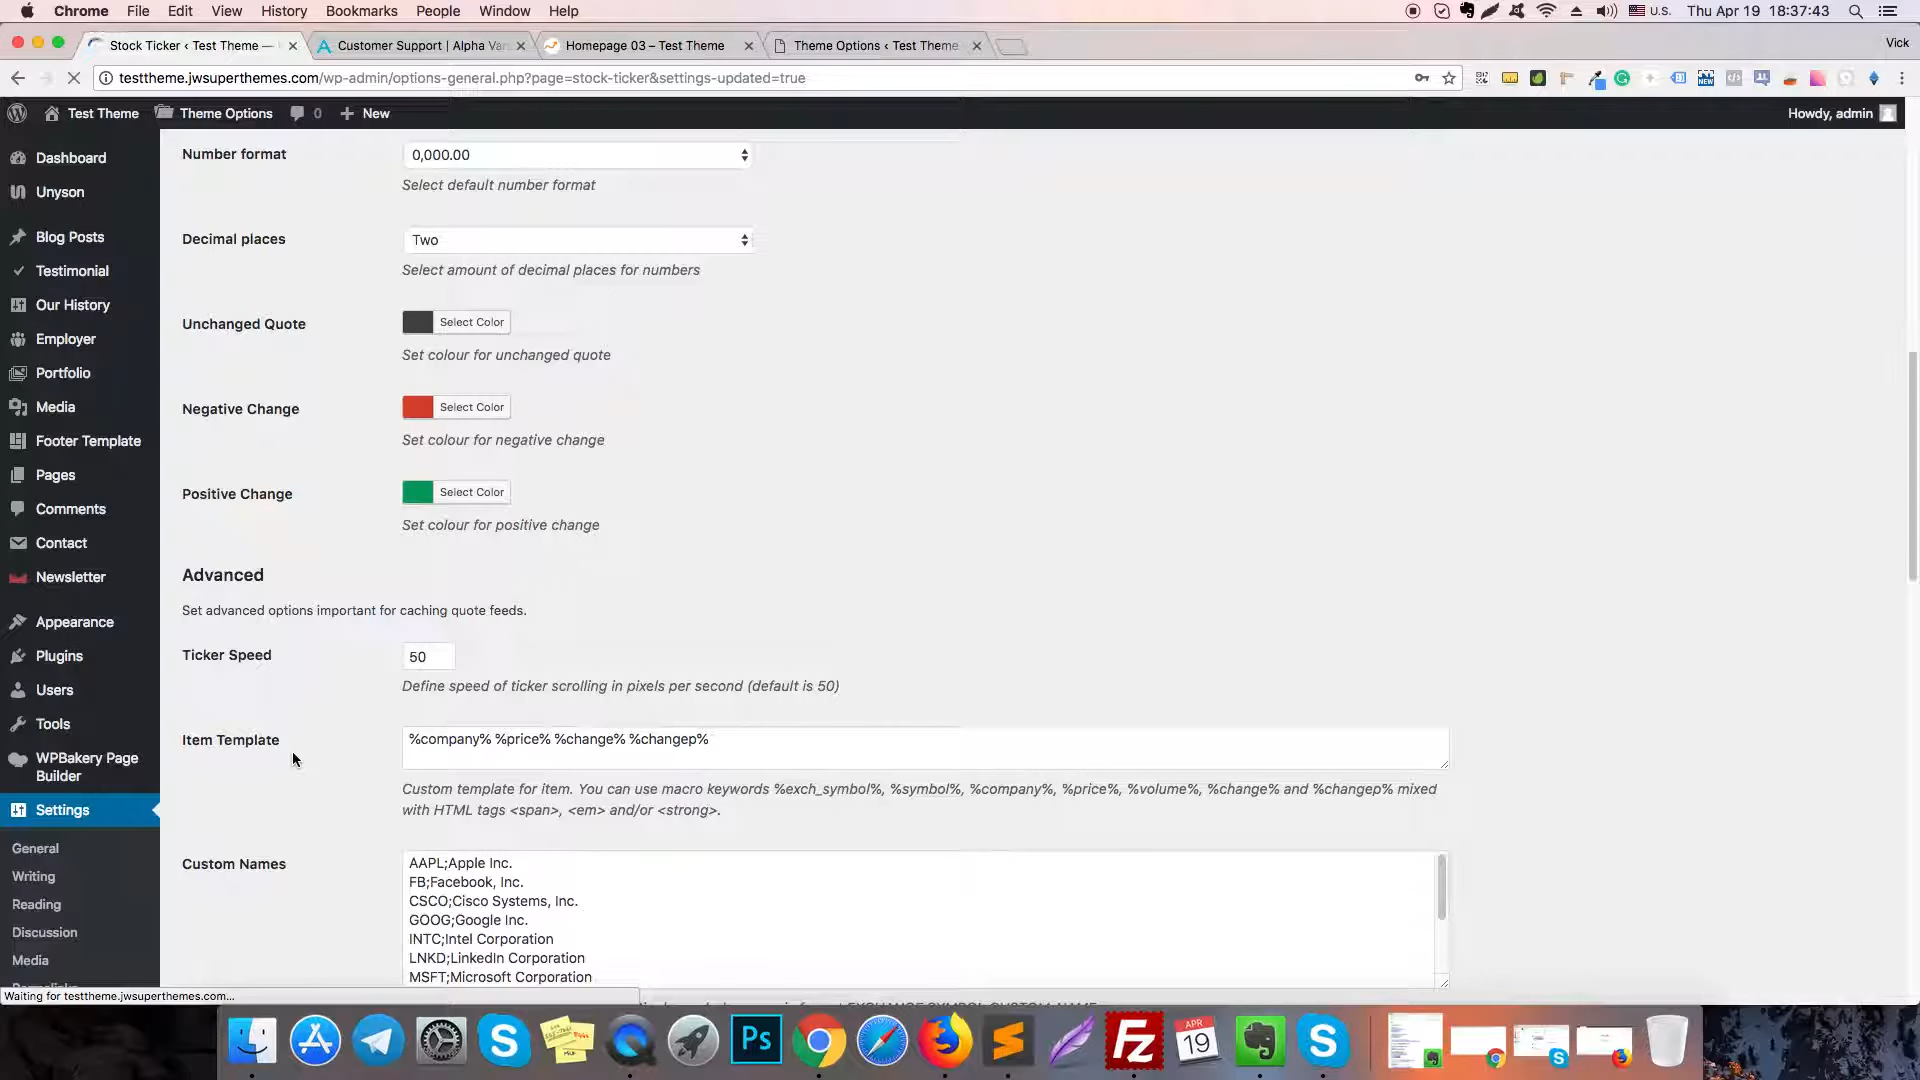 Chrome File Edit View History Bookmarks People Window Help
U.S. Thu Apr 19 18:37:43
Stock Ticker ‹ Test Theme —
Customer Support | Alpha Van
Homepage 03 – Test Theme
Theme Options ‹ Test Theme
Vick
testtheme.jwsuperthemes.com/wp-admin/options-general.php?page=stock-ticker&settings-updated=true
Test Theme Theme Options 0 New
Howdy, admin
Dashboard
Unyson
Blog Posts
Testimonial
Our History
Employer
Portfolio
Media
Footer Template
Pages
Comments
Contact
Newsletter
Appearance
Plugins
Users
Tools
WPBakery Page
Builder
Settings
General
Writing
Reading
Discussion
Media
Number format
0,000.00
Select default number format
Decimal places
Two
Select amount of decimal places for numbers
Unchanged Quote
Select Color
Set colour for unchanged quote
Negative Change
Select Color
Set colour for negative change
Positive Change
Select Color
Set colour for positive change
Advanced
Set advanced options important for caching quote feeds.
Ticker Speed
50
Define speed of ticker scrolling in pixels per second (default is 50)
Item Template
%company% %price% %change% %changep%
Custom template for item. You can use macro keywords %exch_symbol%, %symbol%, %company%, %price%, %volume%, %change% and %changep% mixed
with HTML tags <span>, <em> and/or <strong>.
Custom Names
AAPL;Apple Inc.
FB;Facebook, Inc.
CSCO;Cisco Systems, Inc.
GOOG;Google Inc.
INTC;Intel Corporation
LNKD;LinkedIn Corporation
MSFT;Microsoft Corporation
Waiting for testtheme.jwsuperthemes.com...
Ps
Fz
APR
19